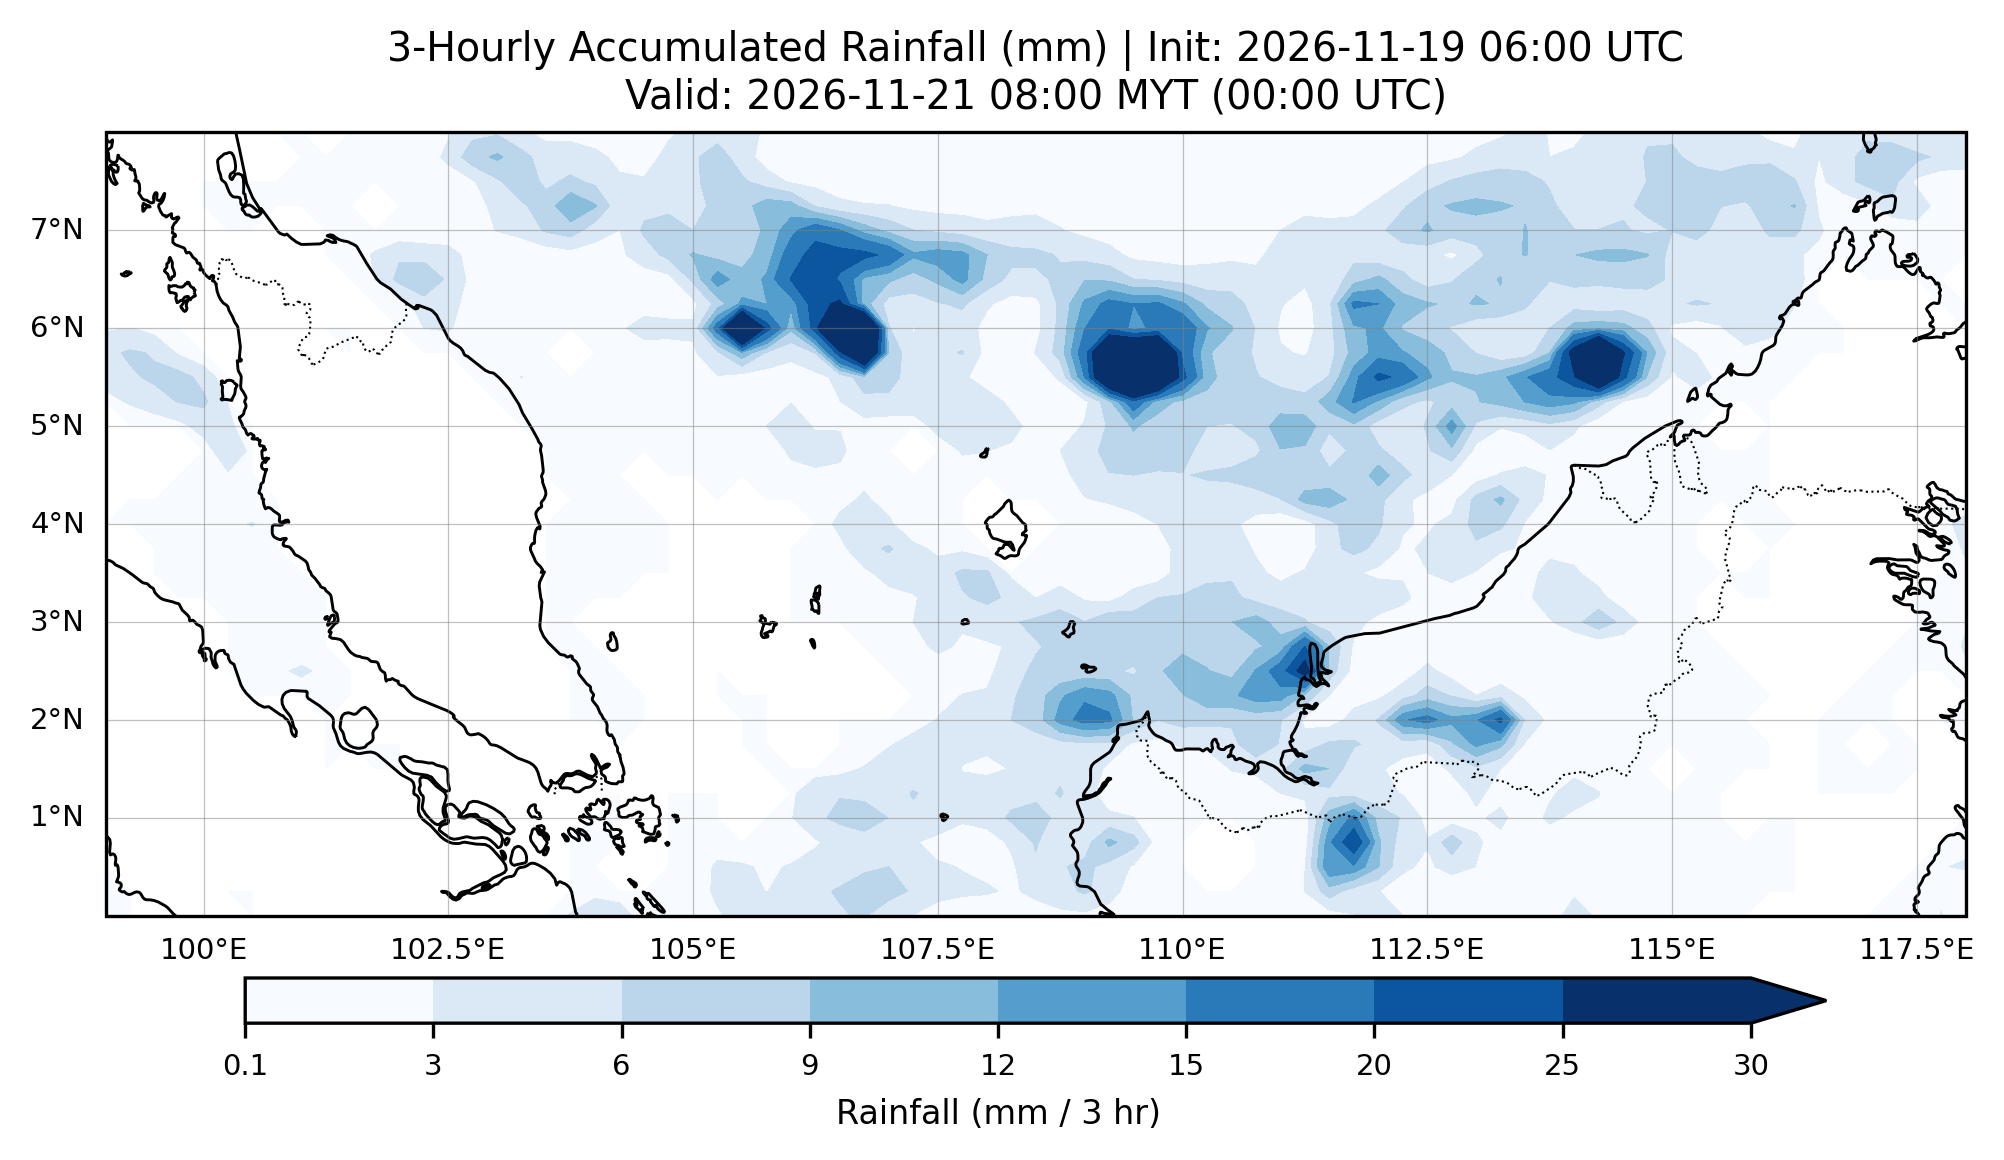 3-Hourly Accumulated Rainfall (mm) | Init: 2026-11-19 06:00 UTC
Valid: 2026-11-21 08:00 MYT (00:00 UTC)
7°N
6°N
5°N
4°N
3°N
2°N
1°N
100°E 102.5°E 105°E 107.5°E 110°E 112.5°E 115°E 117.5°E
0.1 3 6 9 12 15 20 25 30
Rainfall (mm / 3 hr)